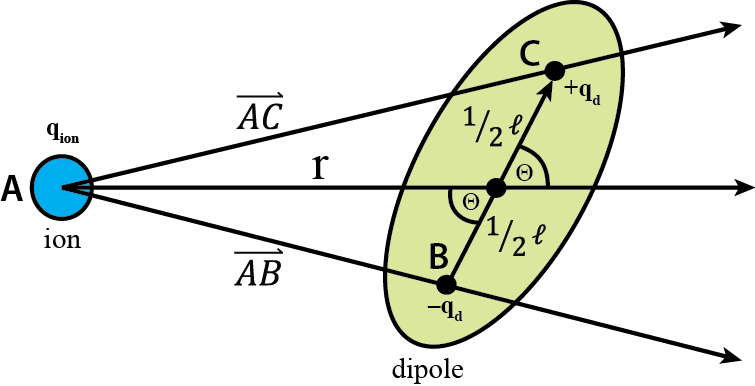 C
+q_d
q_ion
AC
1/2 ℓ
A
r
Θ
Θ
ion
1/2 ℓ
AB
B
–q_d
dipole